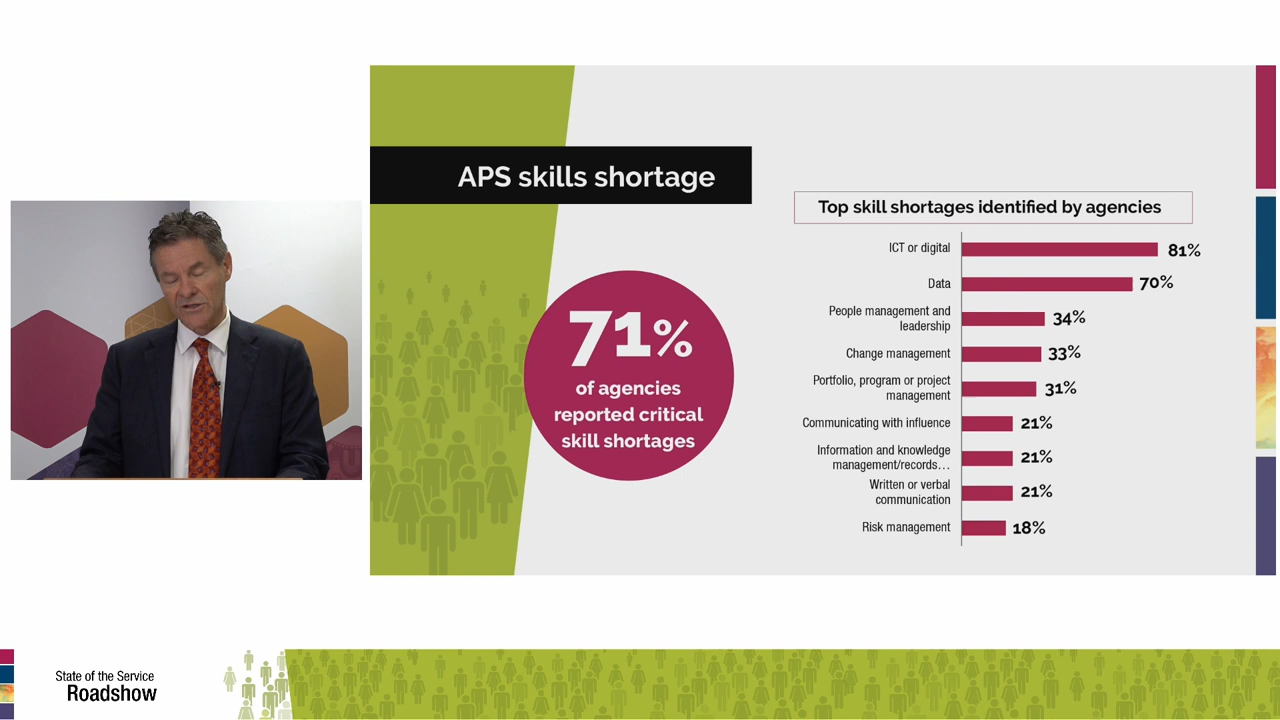 APS skills shortage
71%
of agencies
reported critical
skill shortages
Top skill shortages identified by agencies
ICT or digital 81%
Data 70%
People management and
leadership 34%
Change management 33%
Portfolio, program or project
management 31%
Communicating with influence 21%
Information and knowledge
management/records… 21%
Written or verbal
communication 21%
Risk management 18%
State of the Service
Roadshow